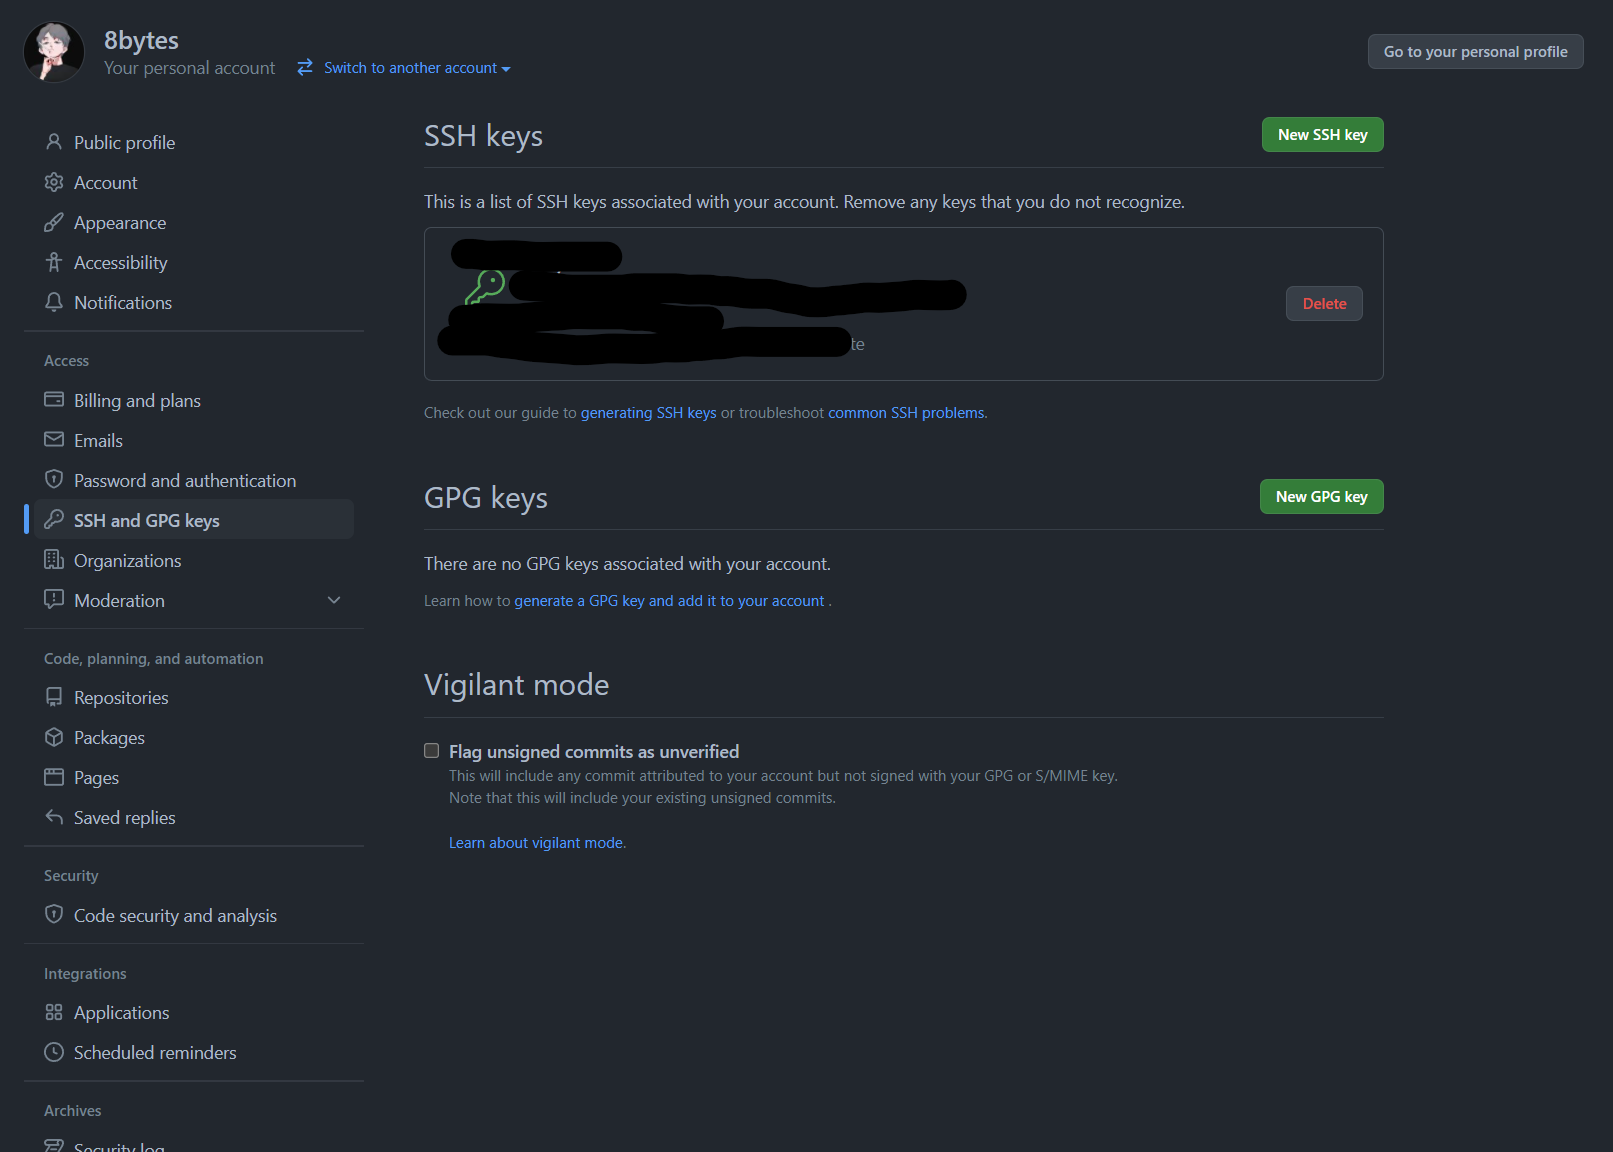 8bytes
Your personal account
Switch to another account
Go to your personal profile
Public profile
Account
Appearance
Accessibility
Notifications
Access
Billing and plans
Emails
Password and authentication
SSH and GPG keys
Organizations
Moderation
Code, planning, and automation
Repositories
Packages
Pages
Saved replies
Security
Code security and analysis
Integrations
Applications
Scheduled reminders
Archives
Security log
SSH keys
New SSH key
This is a list of SSH keys associated with your account. Remove any keys that you do not recognize.
te
Delete
Check out our guide to generating SSH keys or troubleshoot common SSH problems.
GPG keys
New GPG key
There are no GPG keys associated with your account.
Learn how to generate a GPG key and add it to your account .
Vigilant mode
Flag unsigned commits as unverified
This will include any commit attributed to your account but not signed with your GPG or S/MIME key.
Note that this will include your existing unsigned commits.
Learn about vigilant mode.